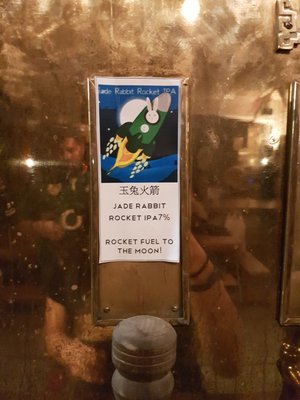 Jade Rabbit Rocket IPA
玉兔火箭
JADE RABBIT
ROCKET IPA 7%
ROCKET FUEL TO
THE MOON!